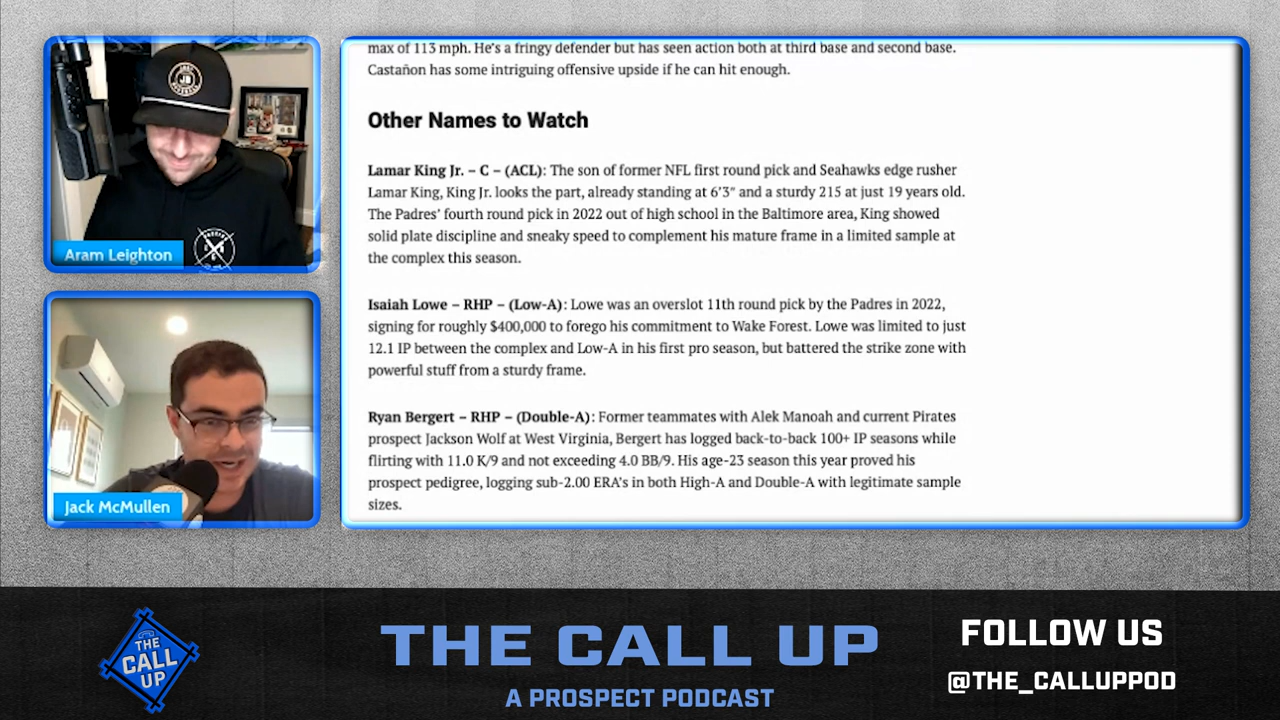 JB
Aram Leighton
Jack McMullen
max of 113 mph. He's a fringy defender but has seen action both at third base and second base.
Castañon has some intriguing offensive upside if he can hit enough.
Other Names to Watch
Lamar King Jr. – C – (ACL): The son of former NFL first round pick and Seahawks edge rusher
Lamar King, King Jr. looks the part, already standing at 6’3″ and a sturdy 215 at just 19 years old.
The Padres’ fourth round pick in 2022 out of high school in the Baltimore area, King showed
solid plate discipline and sneaky speed to complement his mature frame in a limited sample at
the complex this season.
Isaiah Lowe – RHP – (Low-A): Lowe was an overslot 11th round pick by the Padres in 2022,
signing for roughly $400,000 to forego his commitment to Wake Forest. Lowe was limited to just
12.1 IP between the complex and Low-A in his first pro season, but battered the strike zone with
powerful stuff from a sturdy frame.
Ryan Bergert – RHP – (Double-A): Former teammates with Alek Manoah and current Pirates
prospect Jackson Wolf at West Virginia, Bergert has logged back-to-back 100+ IP seasons while
flirting with 11.0 K/9 and not exceeding 4.0 BB/9. His age-23 season this year proved his
prospect pedigree, logging sub-2.00 ERA’s in both High-A and Double-A with legitimate sample
sizes.
THE
CALL
UP
THE CALL UP
A PROSPECT PODCAST
FOLLOW US
@THE_CALLUPPOD